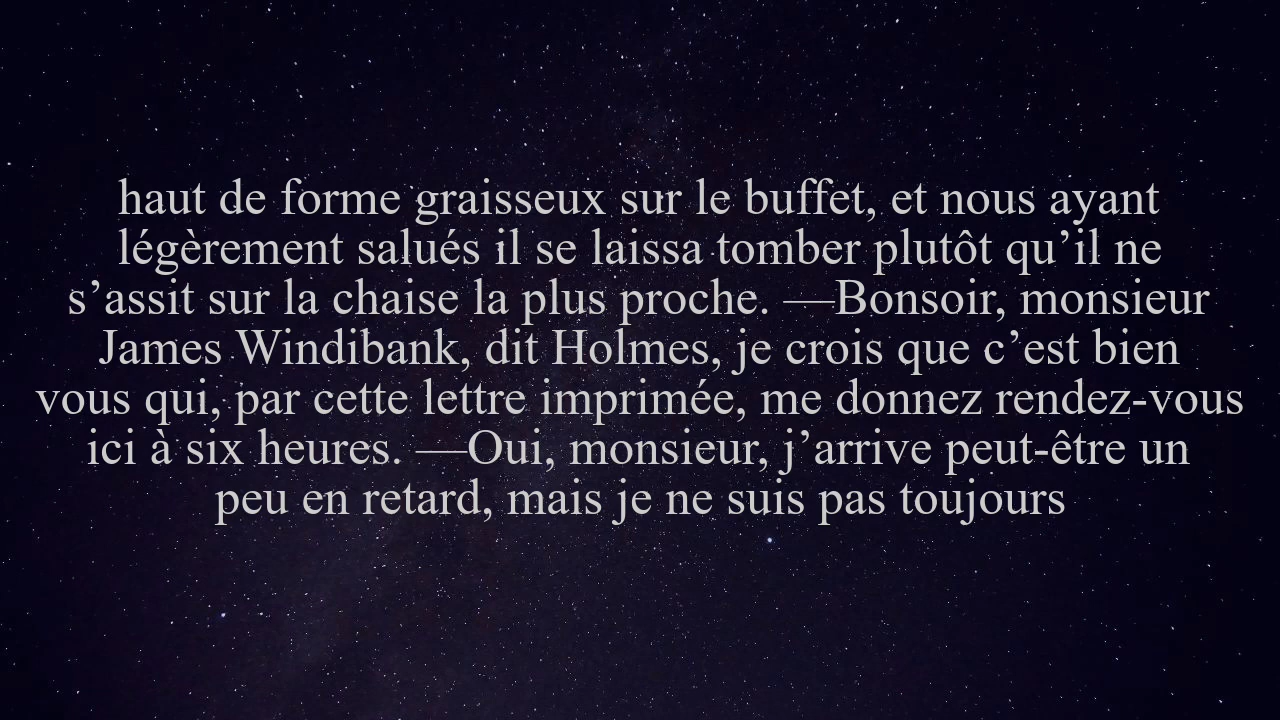 haut de forme graisseux sur le buffet, et nous ayant
légèrement salués il se laissa tomber plutôt qu’il ne
s’assit sur la chaise la plus proche. —Bonsoir, monsieur
James Windibank, dit Holmes, je crois que c’est bien
vous qui, par cette lettre imprimée, me donnez rendez-vous
ici à six heures. —Oui, monsieur, j’arrive peut-être un
peu en retard, mais je ne suis pas toujours